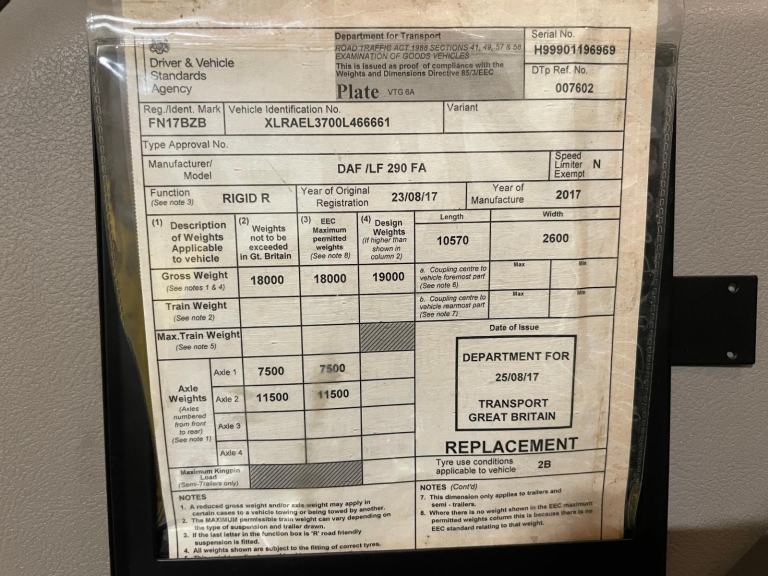 Driver & Vehicle
Standards
Agency
Department for Transport
ROAD TRAFFIC ACT 1988 SECTIONS 41, 49, 57 & 58
EXAMINATION OF GOODS VEHICLES
This is issued as proof of compliance with the
Weights and Dimensions Directive 85/3/EEC
Plate VTG 6A
Serial No.
H99901196969
DTp Ref. No.
007602
Reg./Ident. Mark
FN17BZB
Vehicle Identification No.
XLRAEL3700L466661
Variant
Type Approval No.
Manufacturer/
Model
DAF /LF 290 FA
Speed
Limiter
Exempt
N
Function
(See note 3)
RIGID R
Year of Original
Registration
23/08/17
Year of
Manufacture
2017
(1) Description
of Weights
Applicable
to vehicle
(2)
Weights
not to be
exceeded
in Gt. Britain
(3) EEC
Maximum
permitted
weights
(See note 8)
(4) Design
Weights
(if higher than
shown in
column 2)
Length
10570
Width
2600
Gross Weight
(See notes 1 & 4)
18000
18000
19000
a. Coupling centre to
vehicle foremost part
(See note 6)
Max
Min
Train Weight
(See note 2)
b. Coupling centre to
vehicle rearmost part
(See note 7)
Max
Min
Max.Train Weight
(See note 5)
Axle
Weights
(Axles
numbered
from front
to rear)
(See note 1)
Axle 1
7500
7500
Axle 2
11500
11500
Axle 3
Axle 4
Maximum Kingpin
Load
(Semi-Trailers only)
Date of Issue
DEPARTMENT FOR
25/08/17
TRANSPORT
GREAT BRITAIN
REPLACEMENT
Tyre use conditions
applicable to vehicle
2B
NOTES
1. A reduced gross weight and/or axle weight may apply in
certain cases to a vehicle towing or being towed by another.
2. The MAXIMUM permissible train weight can vary depending on
the type of suspension and trailer drawn.
3. If the last letter in the function box is 'R' road friendly
suspension is fitted.
4. All weights shown are subject to the fitting of correct tyres.
NOTES (Cont'd)
7. This dimension only applies to trailers and
semi - trailers.
8. Where there is no weight shown in the EEC maximum
permitted weights column this is because there is no
EEC standard relating to that weight.